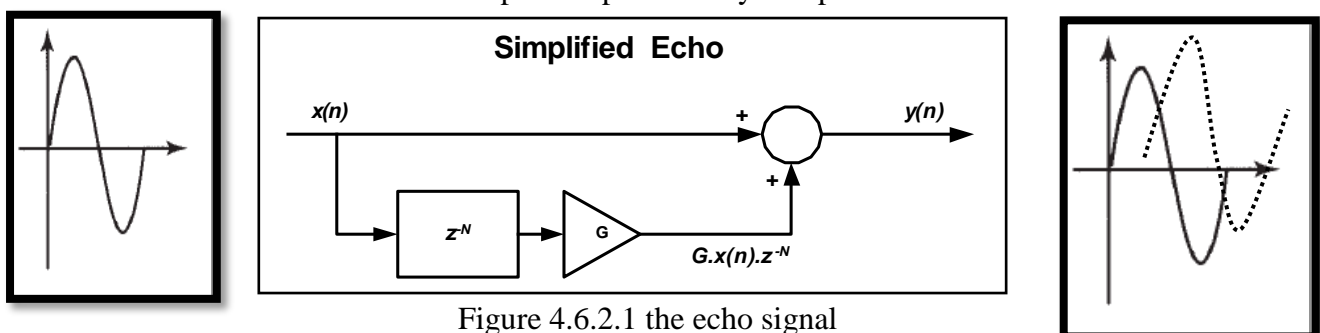 Simplified Echo
x(n)
+
y(n)
+
z-N
G
G.x(n).z-N
Figure 4.6.2.1 the echo signal